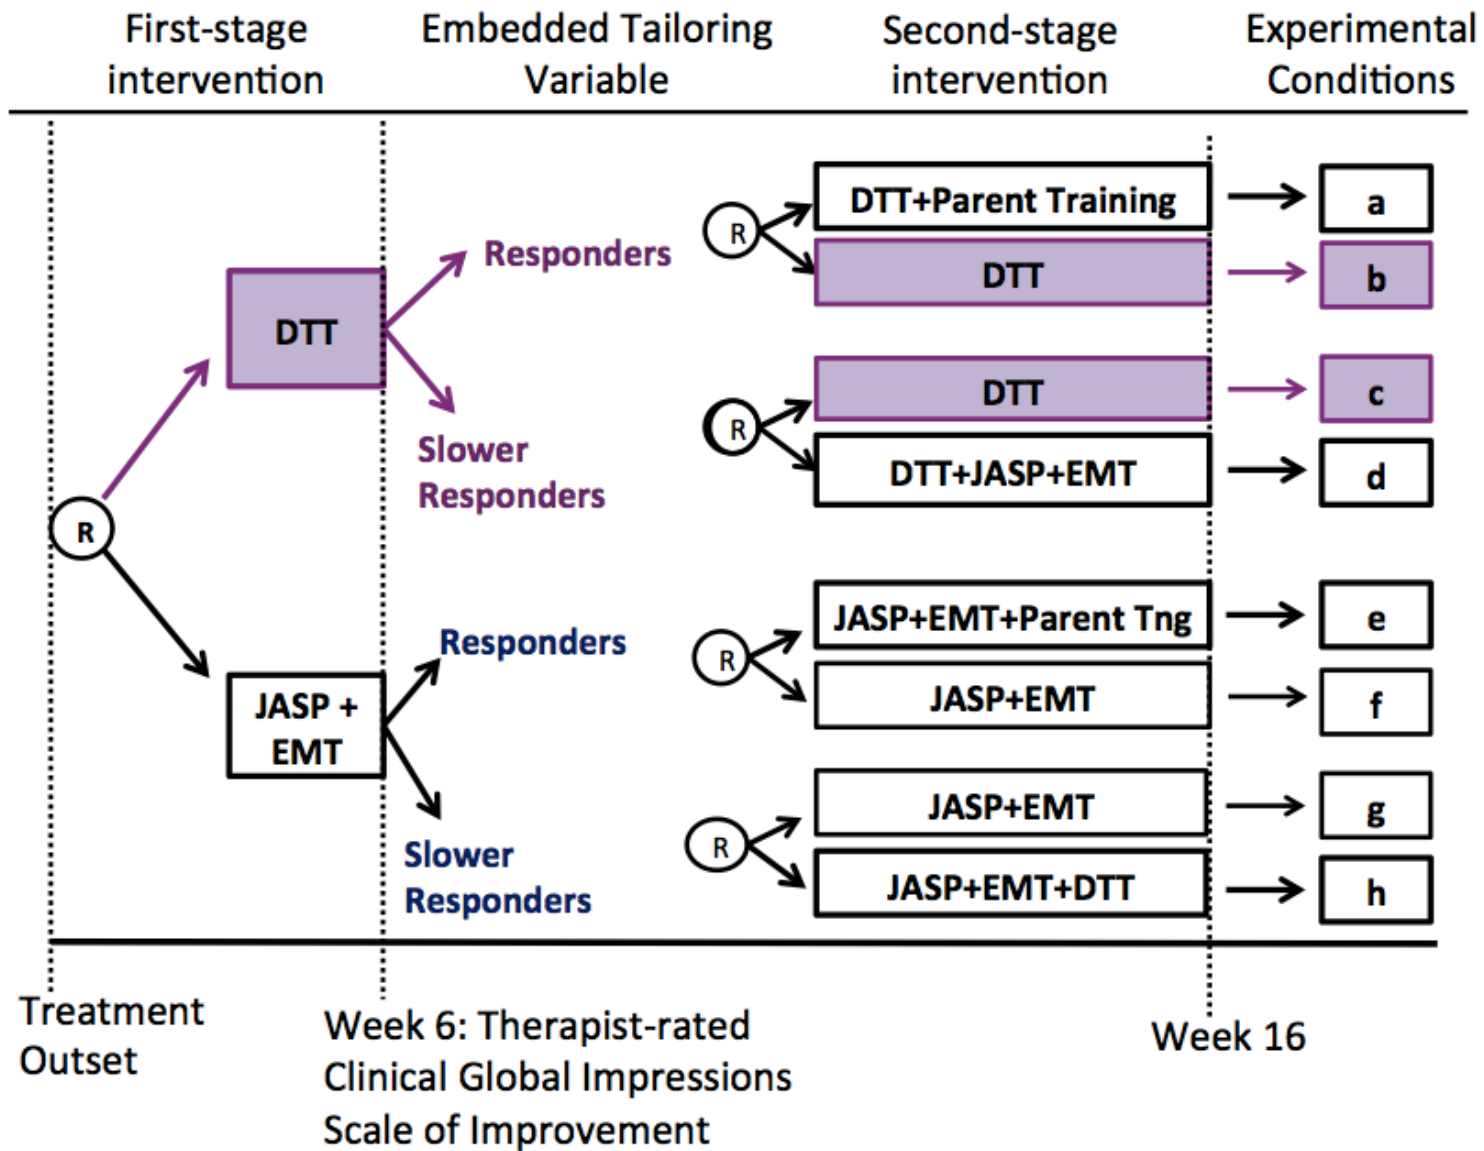 First-stage
intervention
Embedded Tailoring
Variable
Second-stage
intervention
Experimental
Conditions
R
DTT
Responders
Slower
Responders
R
DTT+Parent Training
a
DTT
b
R
DTT
c
DTT+JASP+EMT
d
JASP +
EMT
Responders
Slower
Responders
R
JASP+EMT+Parent Tng
e
JASP+EMT
f
R
JASP+EMT
g
JASP+EMT+DTT
h
Treatment
Outset
Week 6: Therapist-rated
Clinical Global Impressions
Scale of Improvement
Week 16